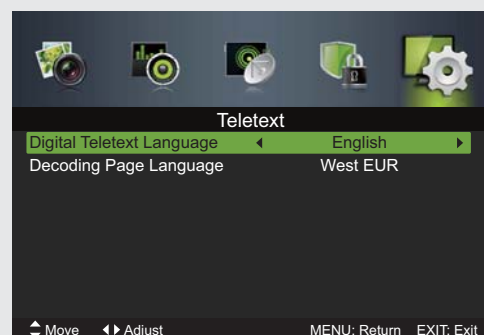 Teletext
Digital Teletext Language English
Decoding Page Language West EUR
Move Adjust MENU: Return EXIT: Exit